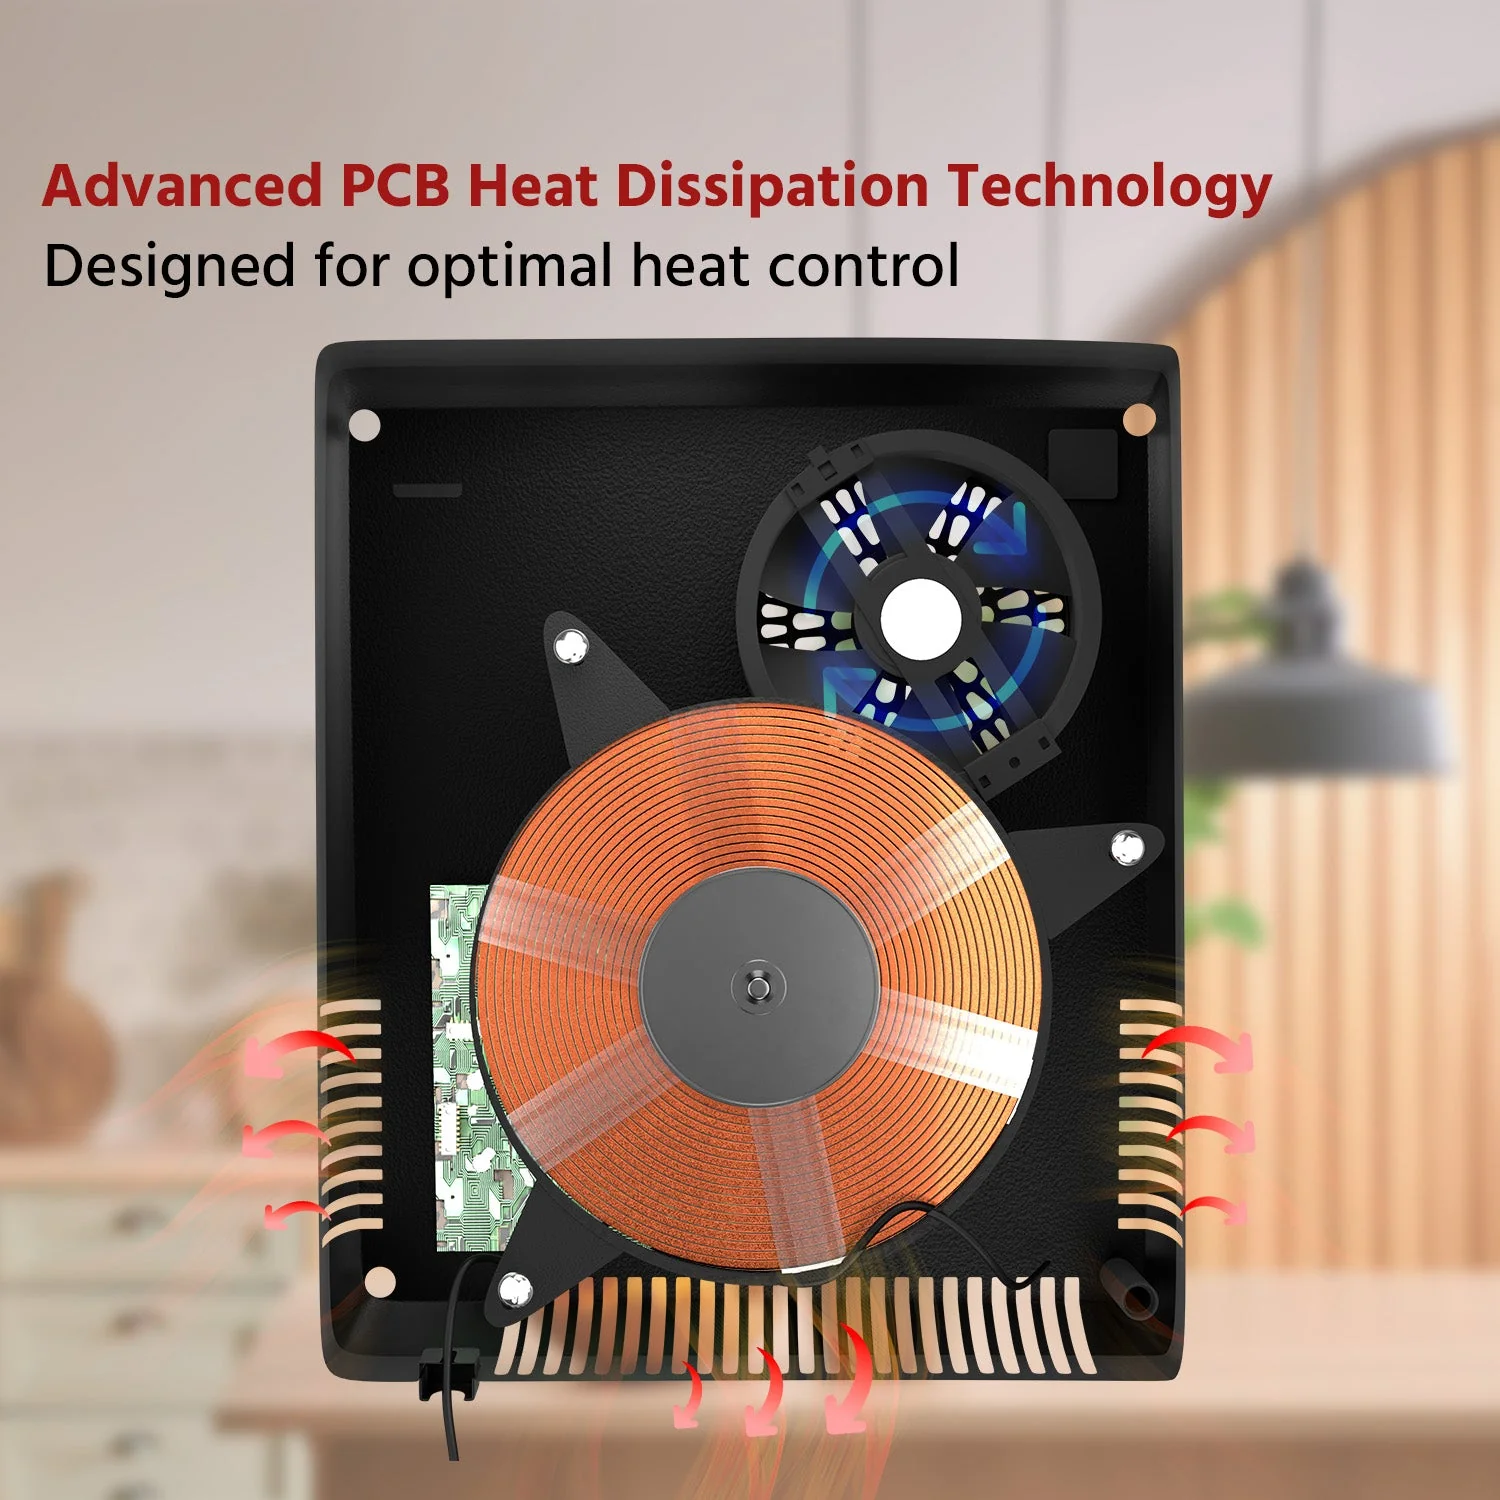 Advanced PCB Heat Dissipation Technology
Designed for optimal heat control